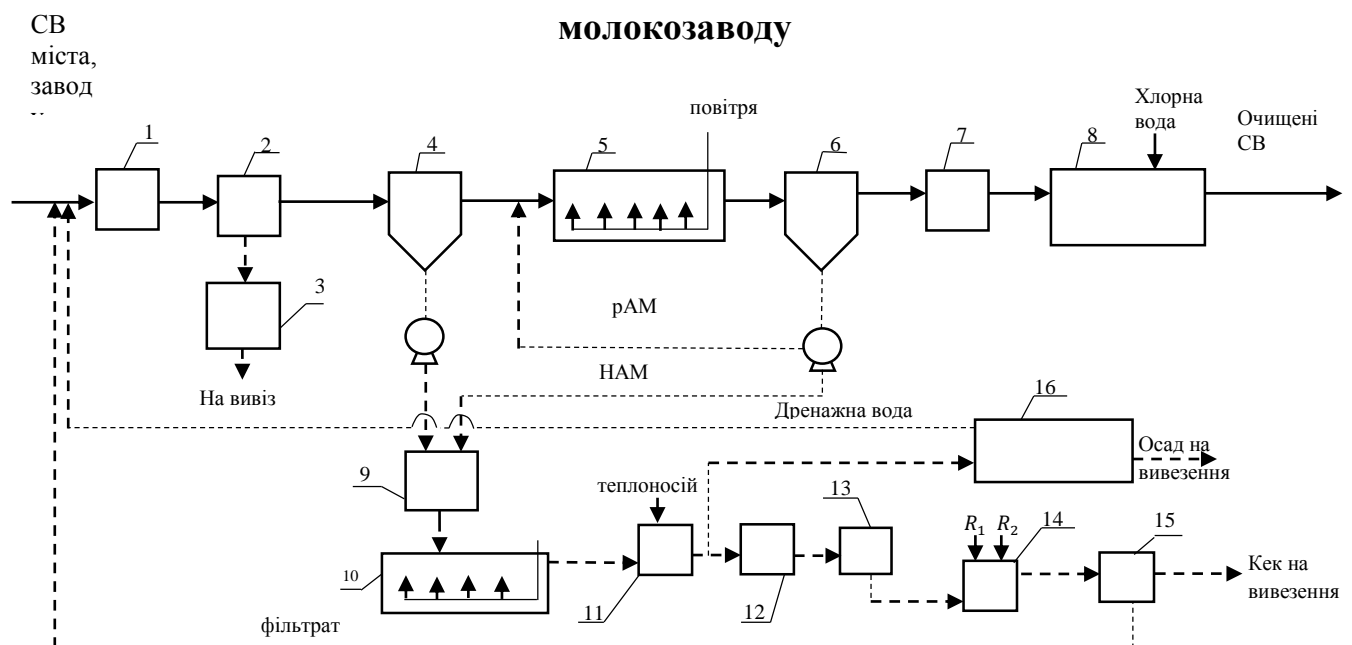 молокозаводу
СВ
міста,
завод
повітря
Хлорна
вода
Очищені
СВ
1
2
4
5
6
7
8
3
рАМ
НАМ
На вивіз
Дренажна вода
16
Осад на
вивезення
9
теплоносій
13
R₁ R₂
14
15
10
11
12
Кек на
вивезення
фільтрат